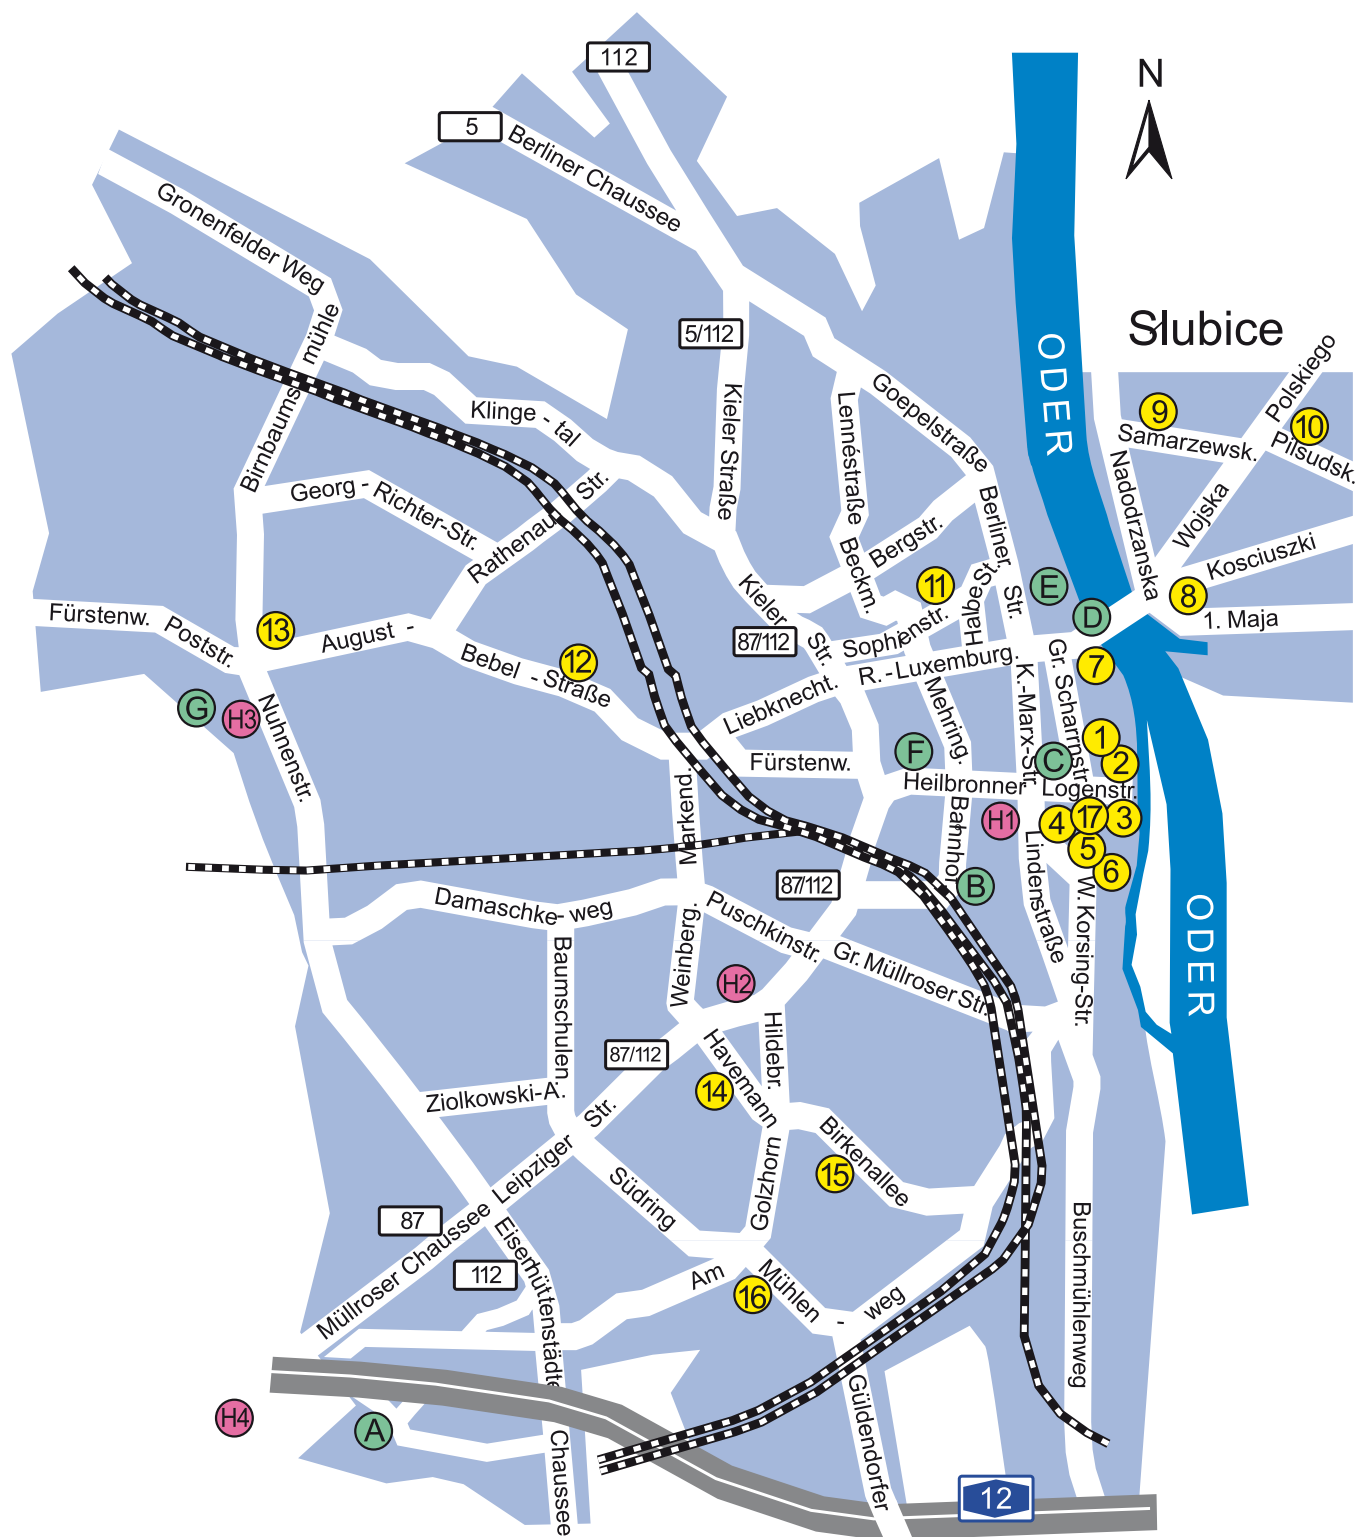 112
N
5
Berliner Chaussee
Gronenfelder Weg
Słubice
ODER
5/112
Birnbaumsmühle
Polskiego
Kieler Straße
Goepelstraße
Lennéstraße
Klinge - tal
9
10
Samarzewsk.
Pilsudsk.
Nadodrzanska
Wojska
Georg - Richter-Str.
Rathenau Str.
Berliner Str.
Bergstr.
Beckm.
Kosciuszki
11
E
8
D
1. Maja
Kieler Str.
Halbe St.
Fürstenw. Poststr.
13
August - Bebel - Straße
12
87/112
Sophienstr.
R.-Luxemburg.
7
Liebknecht.
Mehring.
K.-Marx-Str.
Gr. Scharrnstr.
G
H3
Nuhnenstr.
1
2
F
C
Fürstenw.
Heilbronner
Logenstr.
Markend.
Bahnhof
H1
4
17
3
5
6
Lindenstraße
87/112
B
Damaschke- weg
Puschkinstr.
Gr. Müllroser Str.
W. Korsing-Str.
ODER
Weinberg.
Baumschulen.
H2
Hildebr.
87/112
Havemann
14
Ziolkowski-A.
Leipziger Str.
Birkenallee
15
Golzhorn
Südring
87
Müllroser Chaussee
112
Eisenhüttenstädte
Chaussee
Am
Mühlen - weg
16
Buschmühlenweg
Güldendorfer
H4
A
12